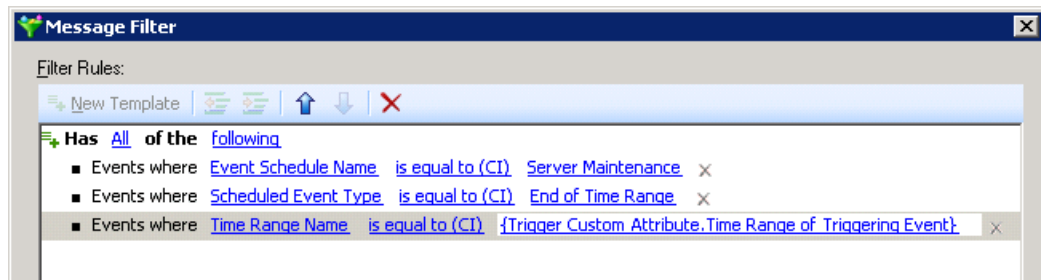 Message Filter
Filter Rules:
New Template
Has All of the following
Events where Event Schedule Name is equal to (CI) Server Maintenance
Events where Scheduled Event Type is equal to (CI) End of Time Range
Events where Time Range Name is equal to (CI) {Trigger Custom Attribute.Time Range of Triggering Event}